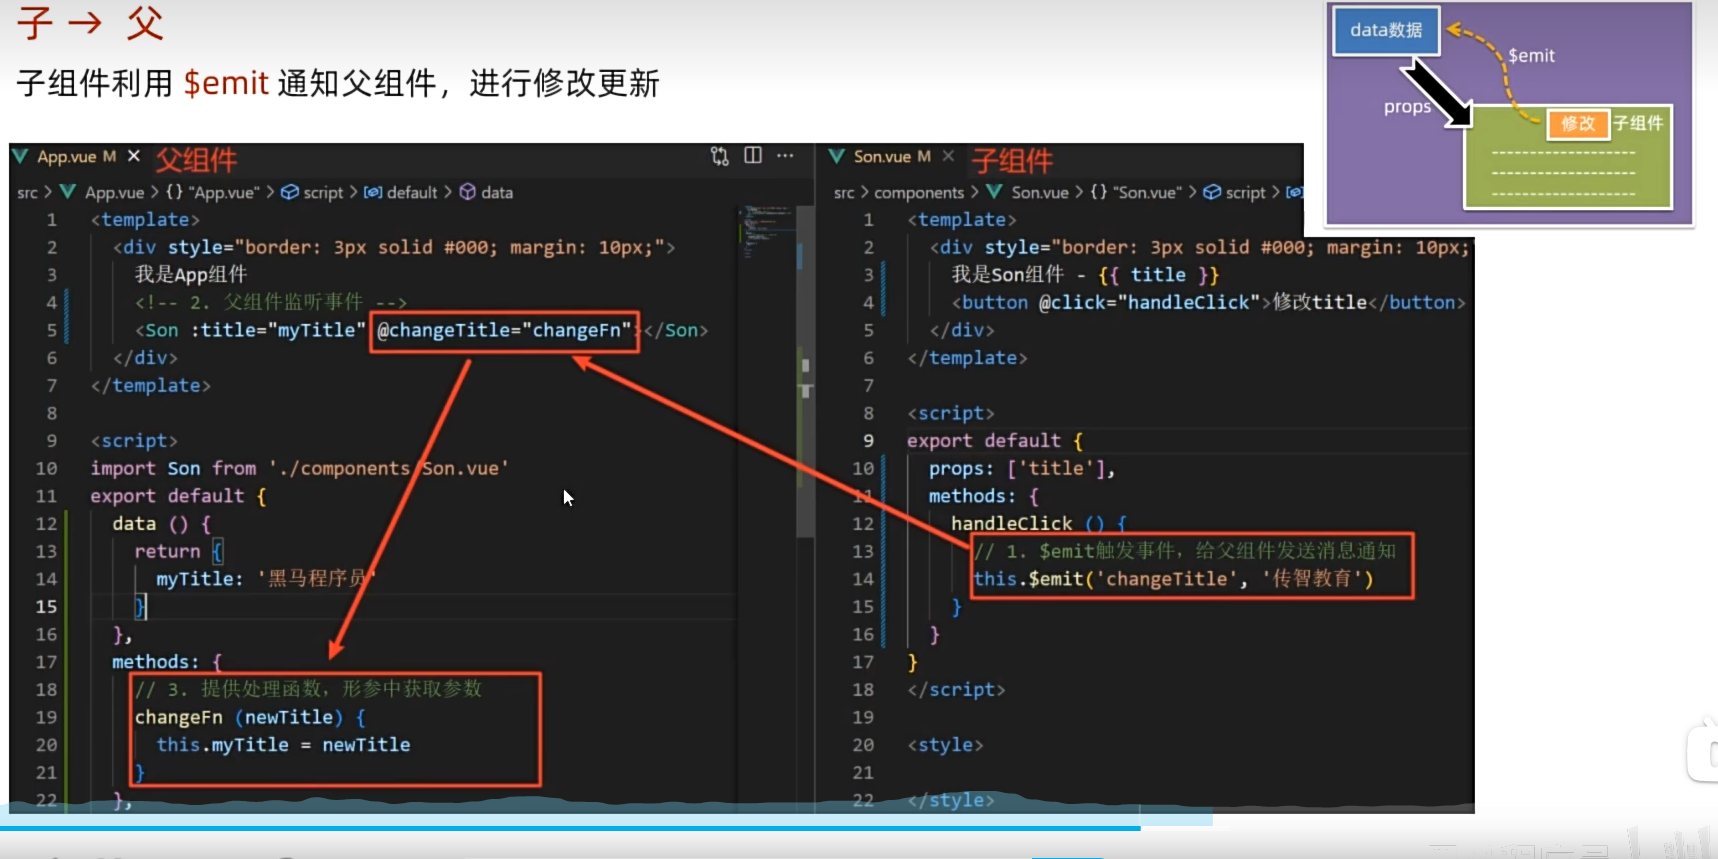 子 → 父
子组件利用 $emit 通知父组件，进行修改更新
data数据
$emit
props
修改 子组件
App.vue M × 父组件
src > App.vue > {} "App.vue" > script > default > data
1 <template>
2 <div style="border: 3px solid #000; margin: 10px;">
3 我是App组件
4 <!-- 2. 父组件监听事件 -->
5 <Son :title="myTitle" @changeTitle="changeFn"></Son>
6 </div>
7 </template>
8
9 <script>
10 import Son from './components/Son.vue'
11 export default {
12 data () {
13 return {
14 myTitle: '黑马程序员'
15 }
16 },
17 methods: {
18 // 3. 提供处理函数，形参中获取参数
19 changeFn (newTitle) {
20 this.myTitle = newTitle
21 }
22 },
Son.vue M × 子组件
src > components > Son.vue > {} "Son.vue" > script >
1 <template>
2 <div style="border: 3px solid #000; margin: 10px;
3 我是Son组件 - {{ title }}
4 <button @click="handleClick">修改title</button>
5 </div>
6 </template>
7
8 <script>
9 export default {
10 props: ['title'],
11 methods: {
12 handleClick () {
13 // 1. $emit触发事件，给父组件发送消息通知
14 this.$emit('changeTitle', '传智教育')
15 }
16 }
17 }
18 </script>
19
20 <style>
21
22 </style>